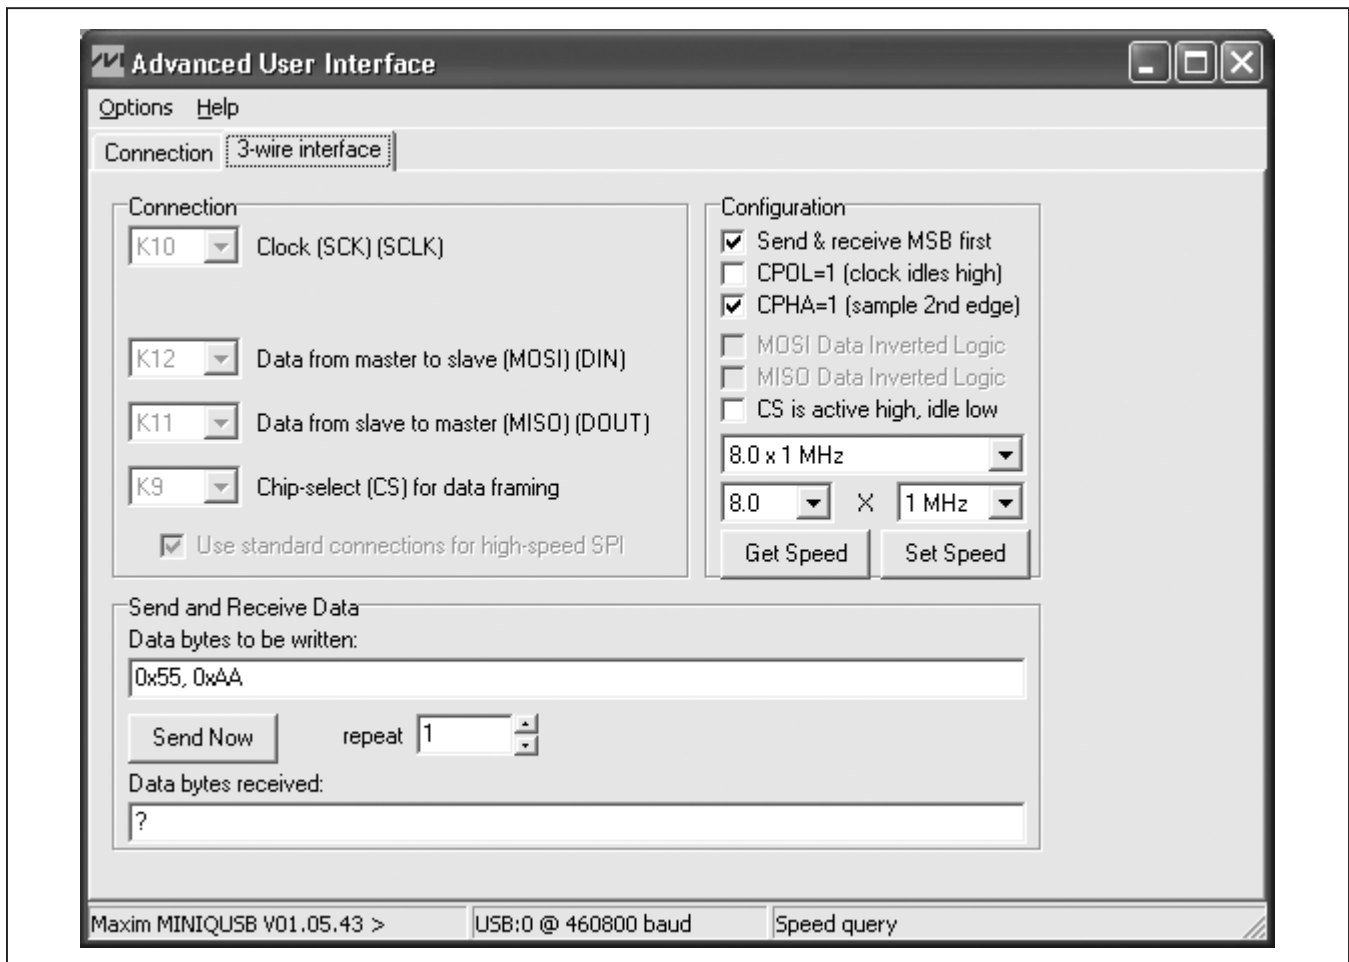 Advanced User Interface
Options Help
Connection 3-wire interface
Connection
K10 Clock (SCK) (SCLK)
K12 Data from master to slave (MOSI) (DIN)
K11 Data from slave to master (MISO) (DOUT)
K9 Chip-select (CS) for data framing
Use standard connections for high-speed SPI
Configuration
Send & receive MSB first
CPOL=1 (clock idles high)
CPHA=1 (sample 2nd edge)
MOSI Data Inverted Logic
MISO Data Inverted Logic
CS is active high, idle low
8.0 x 1 MHz
8.0 X 1 MHz
Get Speed Set Speed
Send and Receive Data
Data bytes to be written:
0x55, 0xAA
Send Now repeat 1
Data bytes received:
?
Maxim MINIQUSB V01.05.43 > USB:0 @ 460800 baud Speed query